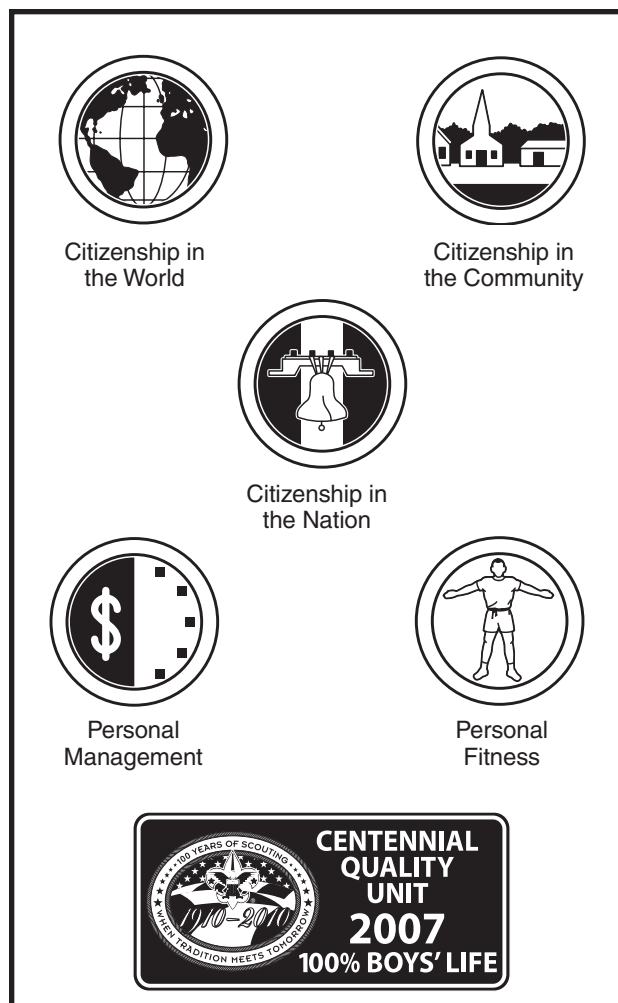 Citizenship in
the World
Citizenship in
the Community
Citizenship in
the Nation
$
Personal
Management
Personal
Fitness
100 YEARS OF SCOUTING
1910–2010
WHEN TRADITION MEETS TOMORROW
CENTENNIAL
QUALITY
UNIT
2007
100% BOYS' LIFE